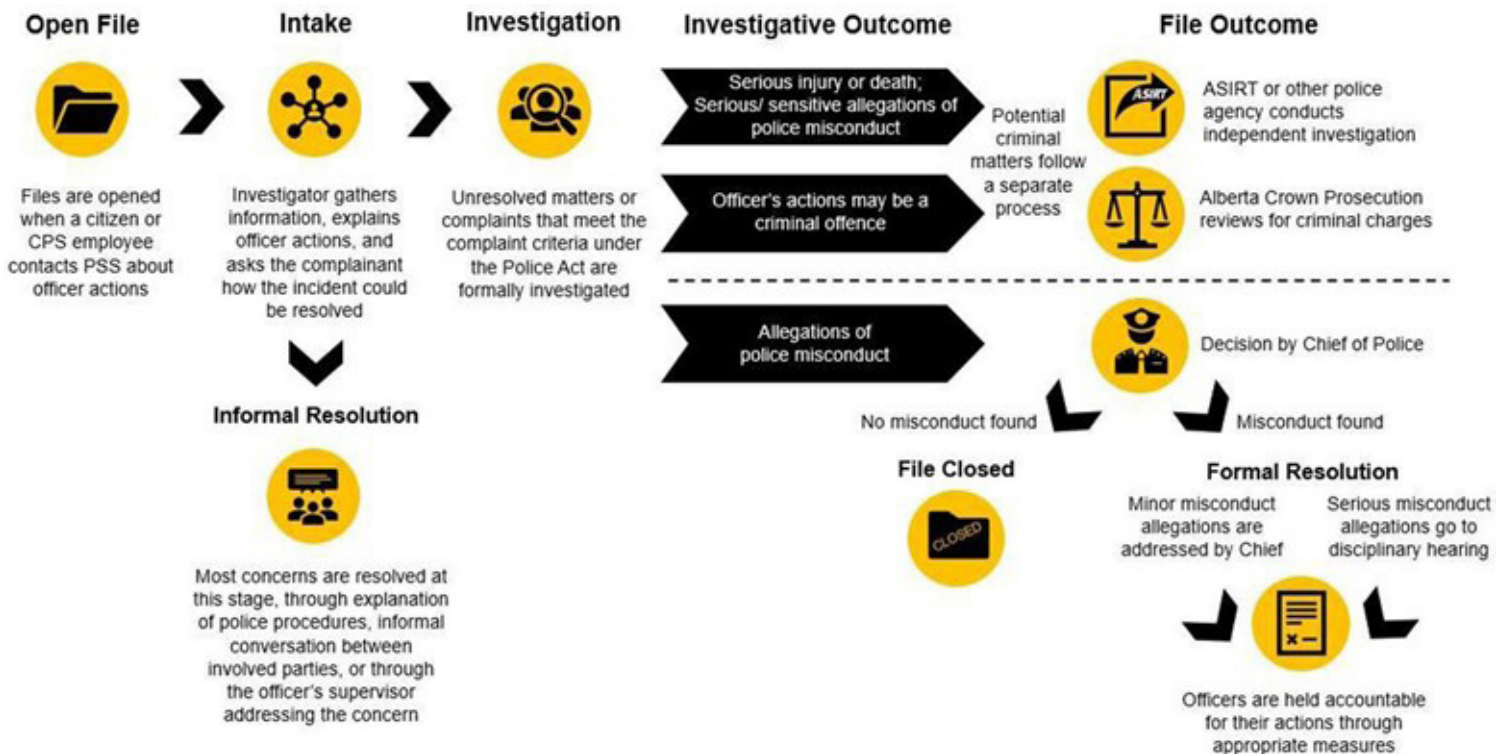 Open File
Files are opened
when a citizen or
CPS employee
contacts PSS about
officer actions
Intake
Investigator gathers
information, explains
officer actions, and
asks the complainant
how the incident could
be resolved
Informal Resolution
Most concerns are resolved at
this stage, through explanation
of police procedures, informal
conversation between
involved parties, or through
the officer's supervisor
addressing the concern
Investigation
Unresolved matters or
complaints that meet the
complaint criteria under
the Police Act are
formally investigated
Investigative Outcome
Serious injury or death;
Serious/ sensitive allegations of
police misconduct
Officer's actions may be a
criminal offence
Potential
criminal
matters follow
a separate
process
Allegations of
police misconduct
File Outcome
ASIRT
ASIRT or other police
agency conducts
independent investigation
Alberta Crown Prosecution
reviews for criminal charges
Decision by Chief of Police
No misconduct found
Misconduct found
File Closed
CLOSED
Formal Resolution
Minor misconduct
allegations are
addressed by Chief
Serious misconduct
allegations go to
disciplinary hearing
Officers are held accountable
for their actions through
appropriate measures